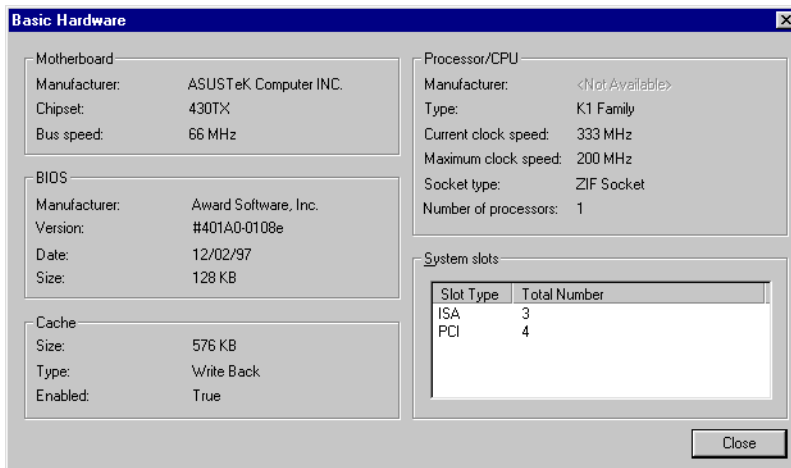 Basic Hardware
Motherboard
Manufacturer: ASUSTeK Computer INC.
Chipset: 430TX
Bus speed: 66 MHz
BIOS
Manufacturer: Award Software, Inc.
Version: #401A0-0108e
Date: 12/02/97
Size: 128 KB
Cache
Size: 576 KB
Type: Write Back
Enabled: True
Processor/CPU
Manufacturer: <Not Available>
Type: K1 Family
Current clock speed: 333 MHz
Maximum clock speed: 200 MHz
Socket type: ZIF Socket
Number of processors: 1
System slots
Slot Type Total Number
ISA 3
PCI 4
Close